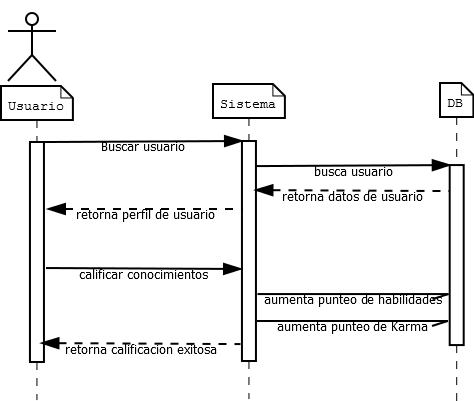 Usuario
Sistema
DB
Buscar usuario
busca usuario
retorna datos de usuario
retorna perfil de usuario
calificar conocimientos
aumenta punteo de habilidades
aumenta punteo de Karma
retorna calificacion exitosa